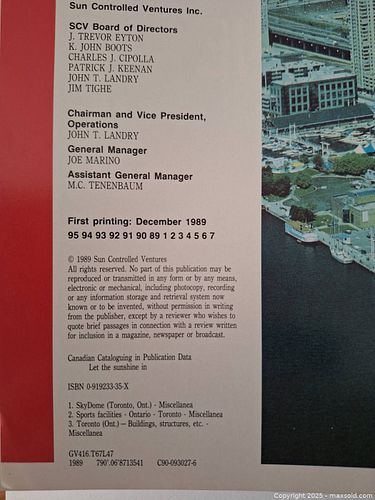 Sun Controlled Ventures Inc.
SCV Board of Directors
J. TREVOR EYTON
K. JOHN BOOTS
CHARLES J. CIPOLLA
PATRICK J. KEENAN
JOHN T. LANDRY
JIM TIGHE
Chairman and Vice President,
Operations
JOHN T. LANDRY
General Manager
JOE MARINO
Assistant General Manager
M.C. TENENBAUM
First printing: December 1989
95 94 93 92 91 90 89 1 2 3 4 5 6 7
© 1989 Sun Controlled Ventures
All rights reserved. No part of this publication may be
reproduced or transmitted in any form or by any means,
electronic or mechanical, including photocopy, recording
or any information storage and retrieval system now
known or to be invented, without permission in writing
from the publisher, except by a reviewer who wishes to
quote brief passages in connection with a review written
for inclusion in a magazine, newspaper or broadcast.
Canadian Cataloguing in Publication Data
Let the sunshine in
ISBN 0-919233-35-X
1. SkyDome (Toronto, Ont.) - Miscellanea
2. Sports facilities - Ontario - Toronto - Miscellanea
3. Toronto (Ont.) — Buildings, structures, etc. -
Miscellanea
GV416.T67L47
1989 790'.06'8713541 C90-093027-6
Copyright 2025 - maxsold.com